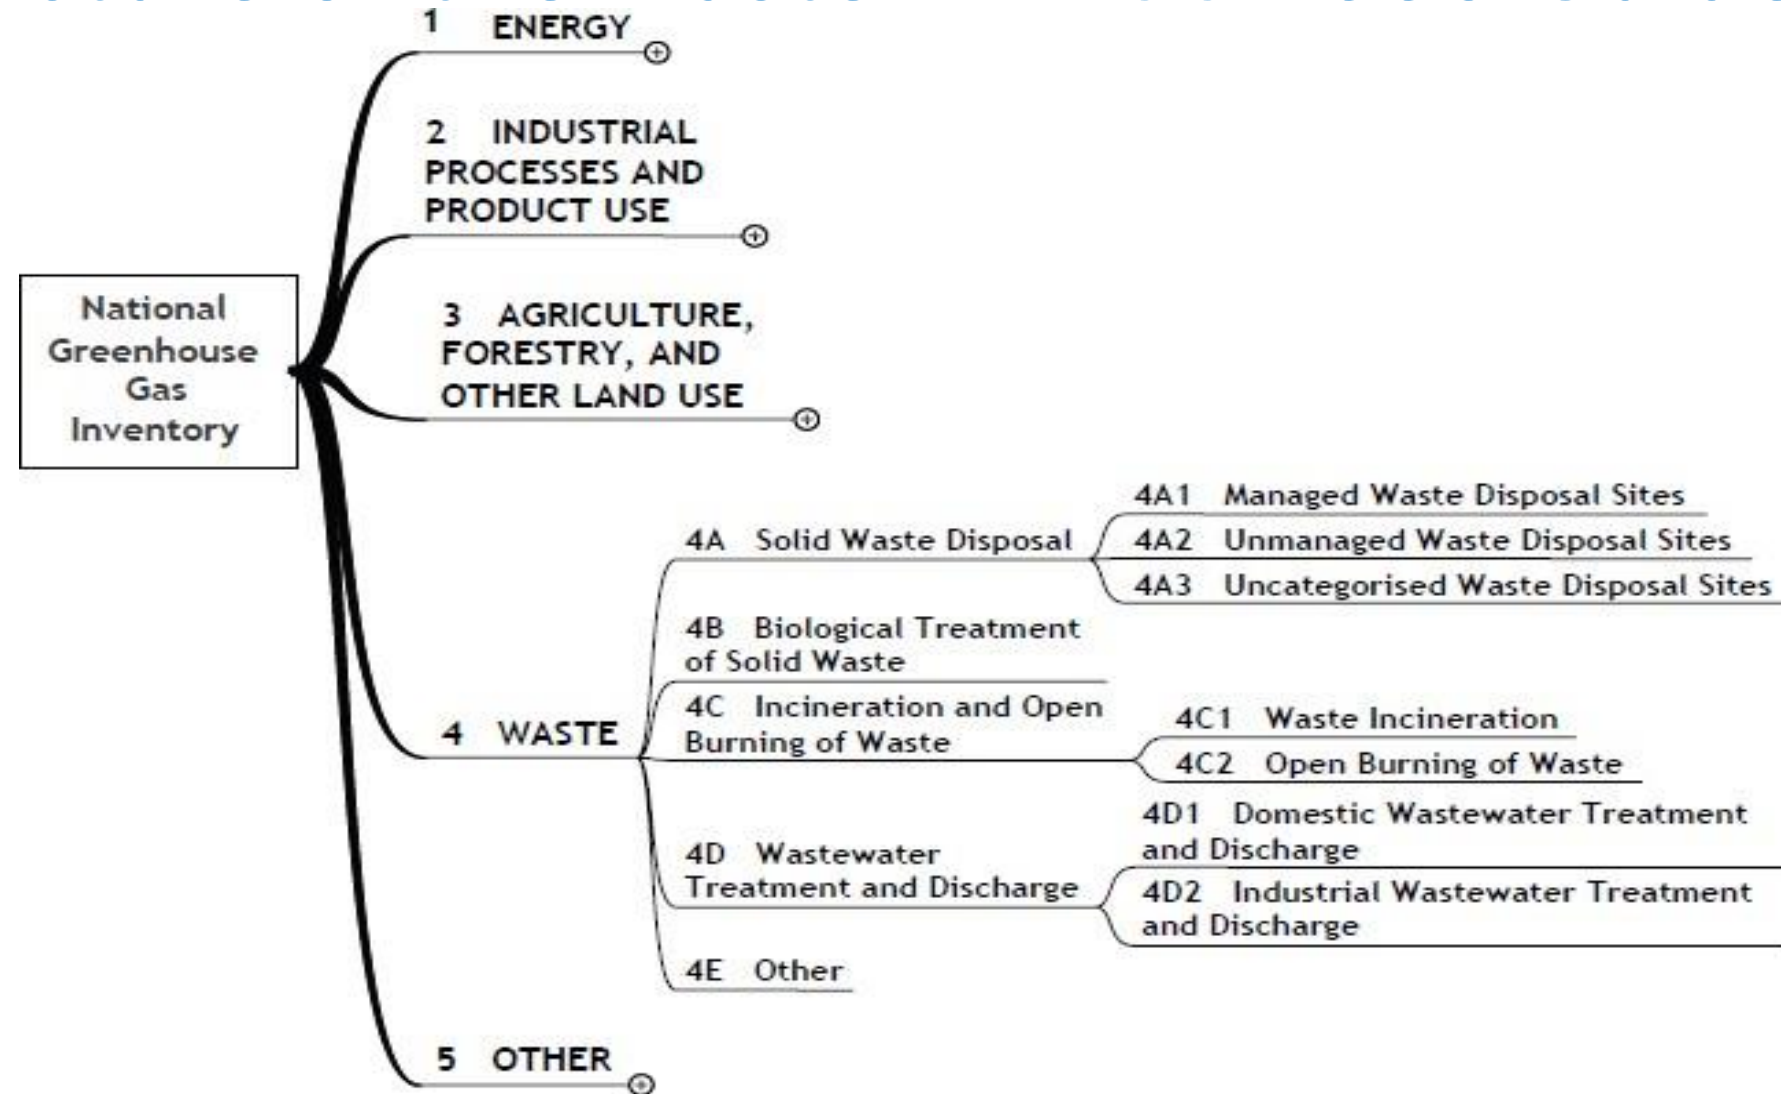 1 ENERGY
2 INDUSTRIAL
PROCESSES AND
PRODUCT USE
National
Greenhouse
Gas
Inventory
3 AGRICULTURE,
FORESTRY, AND
OTHER LAND USE
4 WASTE
4A Solid Waste Disposal
4A1 Managed Waste Disposal Sites
4A2 Unmanaged Waste Disposal Sites
4A3 Uncategorised Waste Disposal Sites
4B Biological Treatment
of Solid Waste
4C Incineration and Open
Burning of Waste
4C1 Waste Incineration
4C2 Open Burning of Waste
4D Wastewater
Treatment and Discharge
4D1 Domestic Wastewater Treatment
and Discharge
4D2 Industrial Wastewater Treatment
and Discharge
4E Other
5 OTHER